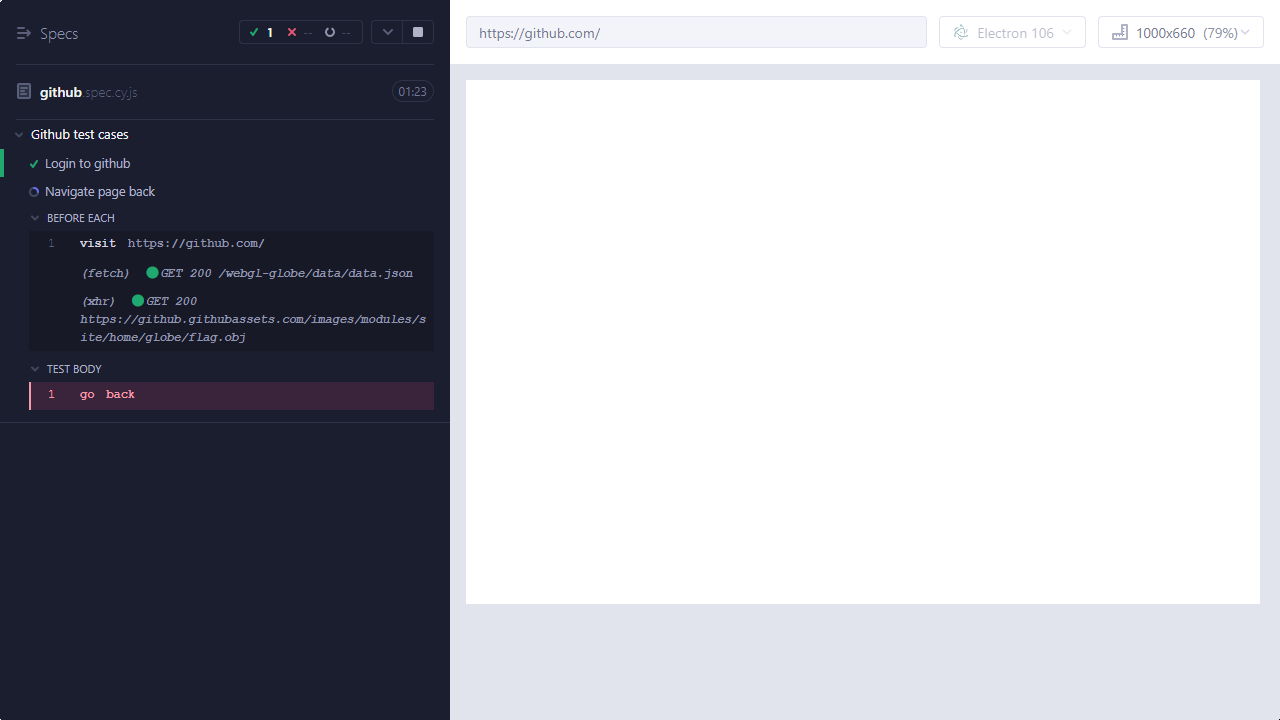 Specs
1
--
--
github.spec.cy.js
01:23
Github test cases
Login to github
Navigate page back
BEFORE EACH
1 visit https://github.com/
(fetch) GET 200 /webgl-globe/data/data.json
(xhr) GET 200
https://github.githubassets.com/images/modules/s
ite/home/globe/flag.obj
TEST BODY
1 go back
https://github.com/
Electron 106
1000x660 (79%)